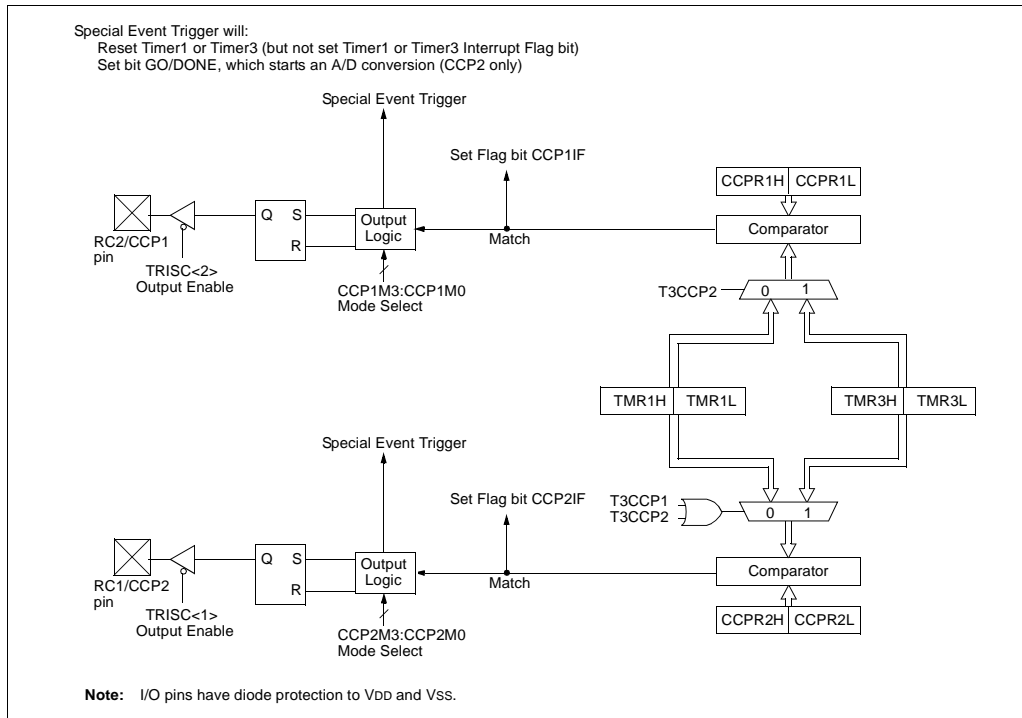 Special Event Trigger will:
Reset Timer1 or Timer3 (but not set Timer1 or Timer3 Interrupt Flag bit)
Set bit GO/DONE, which starts an A/D conversion (CCP2 only)
Special Event Trigger
Set Flag bit CCP1IF
CCPR1H CCPR1L
Q S
R
Output
Logic
Match
Comparator
RC2/CCP1
pin
TRISC<2>
Output Enable
CCP1M3:CCP1M0
Mode Select
T3CCP2
0 1
TMR1H TMR1L
TMR3H TMR3L
Special Event Trigger
Set Flag bit CCP2IF
T3CCP1
T3CCP2
0 1
Q S
R
Output
Logic
Match
Comparator
RC1/CCP2
pin
TRISC<1>
Output Enable
CCP2M3:CCP2M0
Mode Select
CCPR2H CCPR2L
Note: I/O pins have diode protection to VDD and VSS.